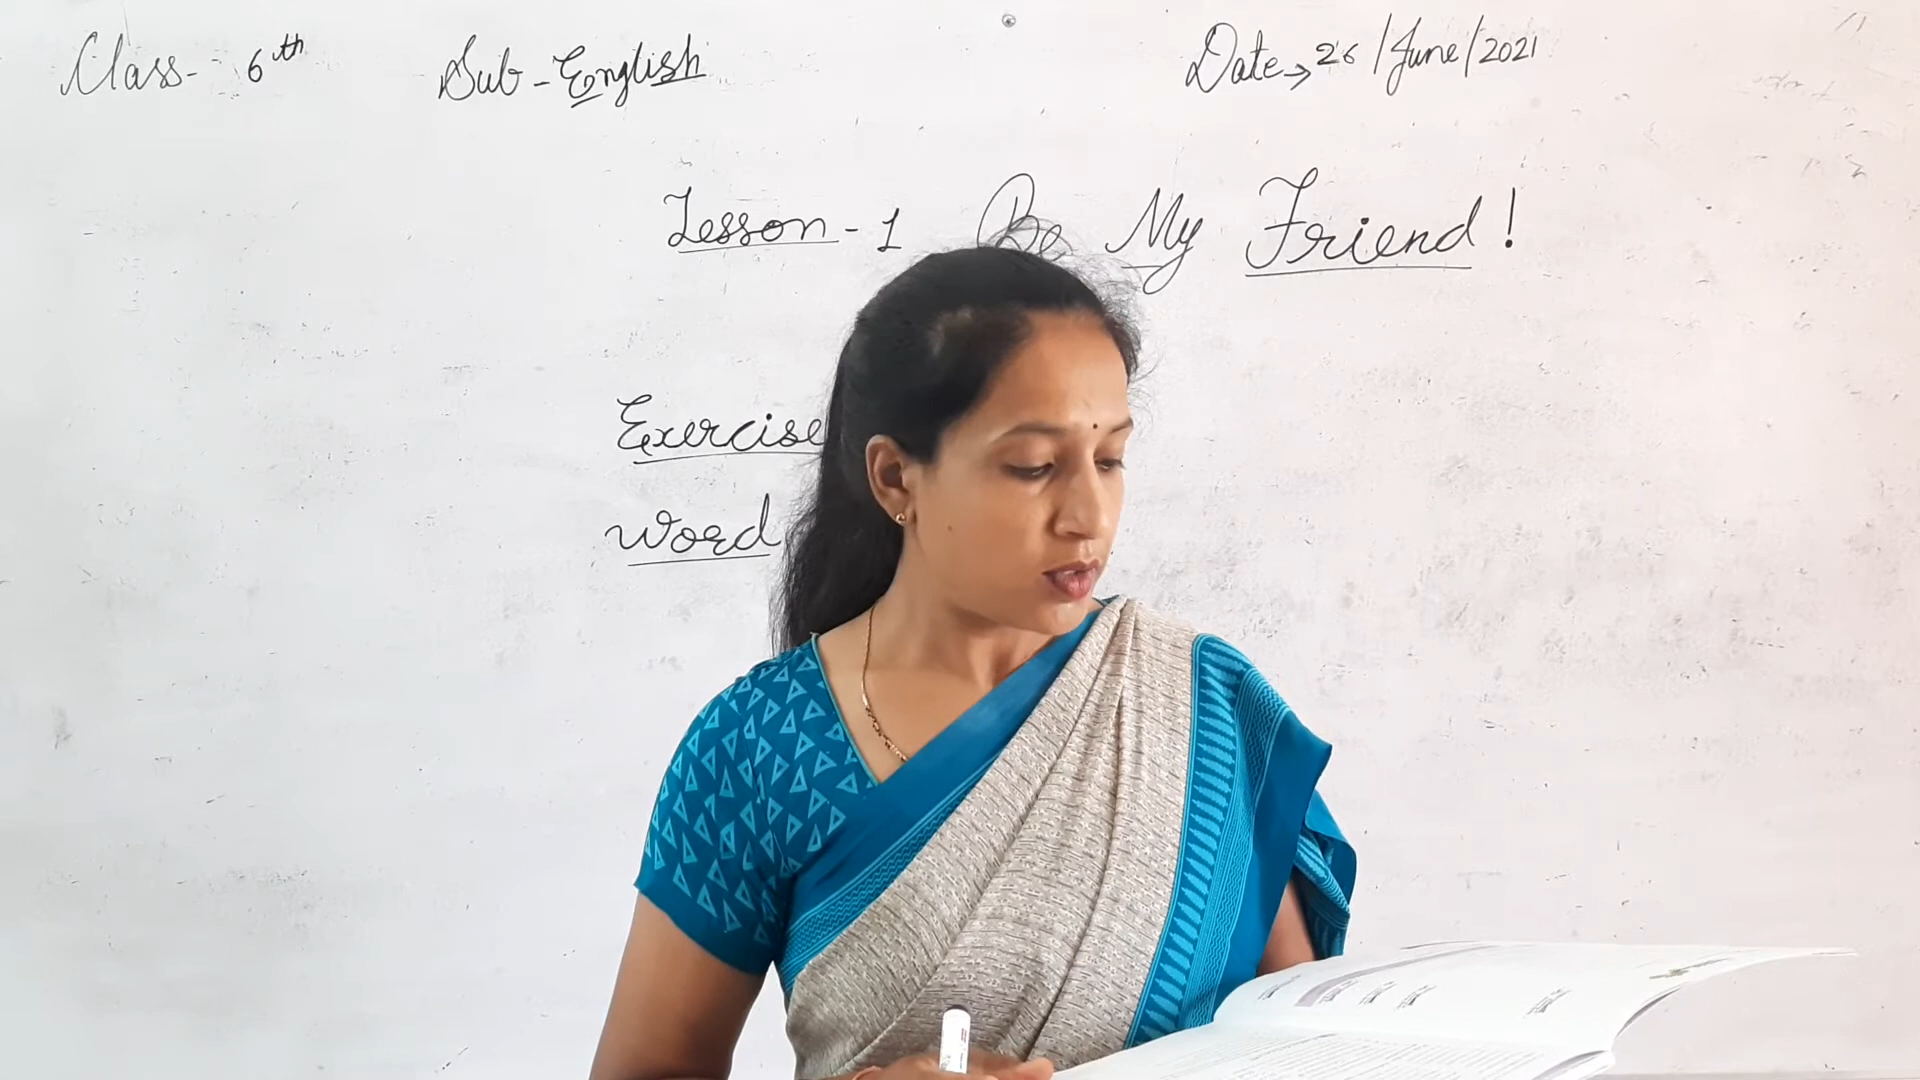 Class- 6th Sub - English Date→ 26/June/2021
Lesson - 1 Be My Friend!
Exercise
Word